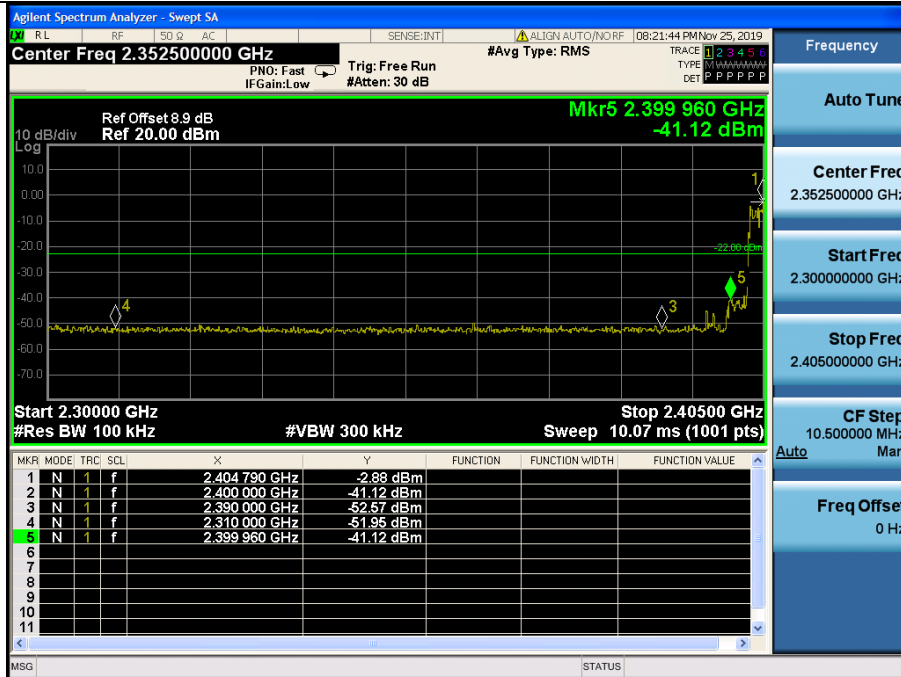 Agilent Spectrum Analyzer - Swept SA
LXI RL RF 50 Ω AC SENSE:INT ALIGN AUTO/NO RF 08:21:44 PM Nov 25, 2019
Center Freq 2.352500000 GHz
PNO: Fast
IFGain:Low
Trig: Free Run
#Atten: 30 dB
#Avg Type: RMS
TRACE 1 2 3 4 5 6
TYPE M W W W W W
DET P P P P P P
Mkr5 2.399 960 GHz
-41.12 dBm
Ref Offset 8.9 dB
10 dB/div Ref 20.00 dBm
Log
10.0
0.00
-10.0
-20.0
-30.0
-40.0
-50.0
-60.0
-70.0
1
-22.00 dBm
5
4
3
Start 2.30000 GHz Stop 2.40500 GHz
#Res BW 100 kHz #VBW 300 kHz Sweep 10.07 ms (1001 pts)
MKR MODE TRC SCL X Y FUNCTION FUNCTION WIDTH FUNCTION VALUE
1 N 1 f 2.404 790 GHz -2.88 dBm
2 N 1 f 2.400 000 GHz -41.12 dBm
3 N 1 f 2.390 000 GHz -52.57 dBm
4 N 1 f 2.310 000 GHz -51.95 dBm
5 N 1 f 2.399 960 GHz -41.12 dBm
6
7
8
9
10
11
MSG STATUS
Frequency
Auto Tune
Center Freq
2.352500000 GHz
Start Freq
2.300000000 GHz
Stop Freq
2.405000000 GHz
CF Step
10.500000 MHz
Auto Man
Freq Offset
0 Hz